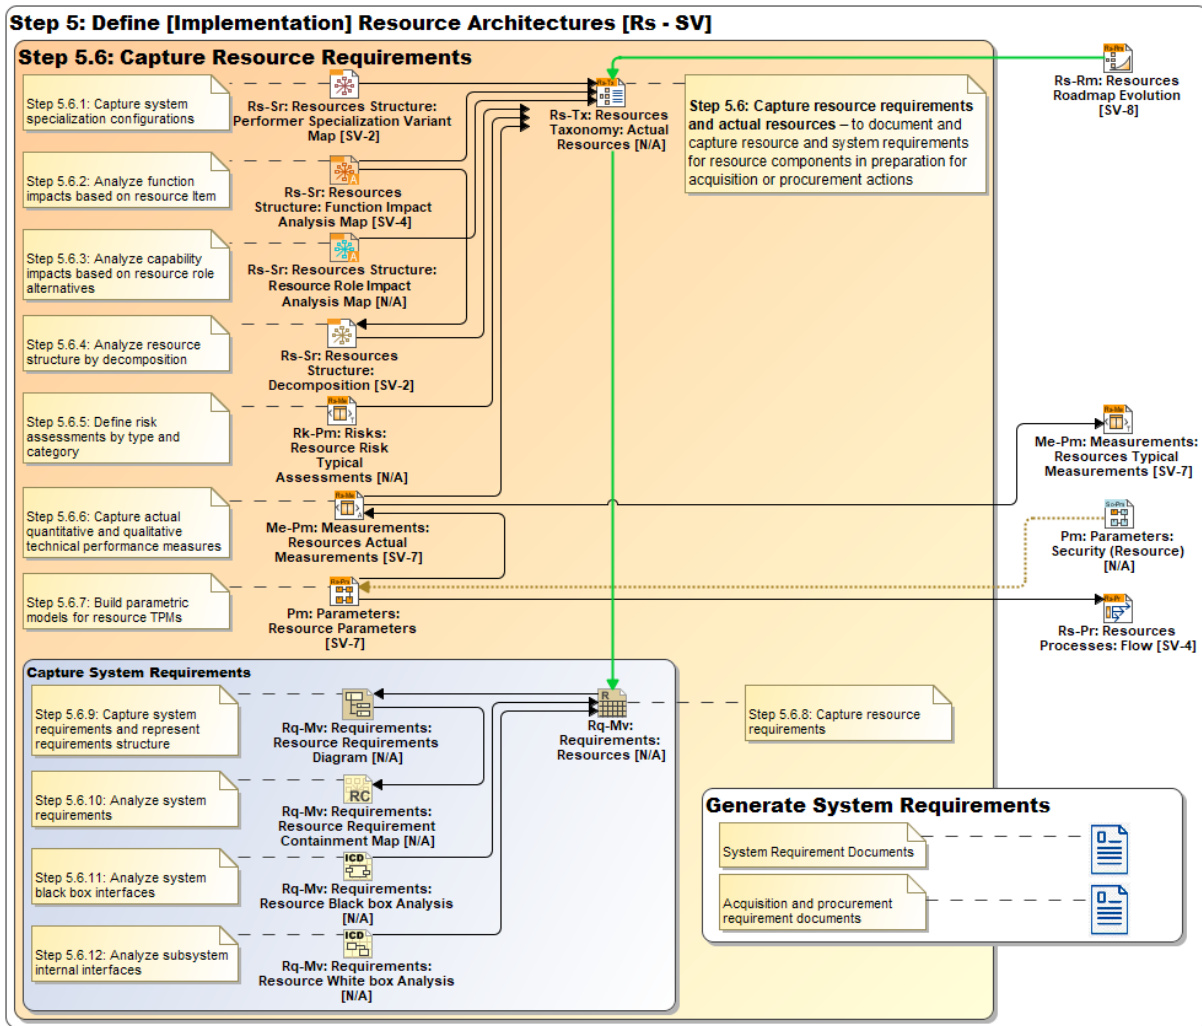 Step 5: Define [Implementation] Resource Architectures [Rs - SV]
Step 5.6: Capture Resource Requirements
Step 5.6.1: Capture system
specialization configurations
Rs-Sr: Resources Structure:
Performer Specialization Variant
Map [SV-2]
Rs-Tx
Rs-Tx: Resources
Taxonomy: Actual
Resources [N/A]
Step 5.6: Capture resource requirements
and actual resources – to document and
capture resource and system requirements
for resource components in preparation for
acquisition or procurement actions
Rs-Rm: Resources
Roadmap Evolution
[SV-8]
Step 5.6.2: Analyze function
impacts based on resource Item
A
Rs-Sr: Resources
Structure: Function Impact
Analysis Map [SV-4]
Step 5.6.3: Analyze capability
impacts based on resource role
alternatives
A
Rs-Sr: Resources Structure:
Resource Role Impact
Analysis Map [N/A]
Step 5.6.4: Analyze resource
structure by decomposition
Rs-Sr: Resources
Structure:
Decomposition [SV-2]
Step 5.6.5: Define risk
assessments by type and
category
Rs-Me
T
Rk-Pm: Risks:
Resource Risk
Typical
Assessments [N/A]
Rs-Me
T
Me-Pm: Measurements:
Resources Typical
Measurements [SV-7]
Step 5.6.6: Capture actual
quantitative and qualitative
technical performance measures
Rs-Me
A
Me-Pm: Measurements:
Resources Actual
Measurements [SV-7]
Pm: Parameters:
Security (Resource)
[N/A]
Step 5.6.7: Build parametric
models for resource TPMs
Pm: Parameters:
Resource Parameters
[SV-7]
Rs-Pr
Rs-Pr: Resources
Processes: Flow [SV-4]
Capture System Requirements
Step 5.6.9: Capture system
requirements and represent
requirements structure
Rq-Mv: Requirements:
Resource Requirements
Diagram [N/A]
R
Rq-Mv:
Requirements:
Resources [N/A]
Step 5.6.8: Capture resource
requirements
Step 5.6.10: Analyze system
requirements
RC
Rq-Mv: Requirements:
Resource Requirement
Containment Map [N/A]
Step 5.6.11: Analyze system
black box interfaces
ICD
Rq-Mv: Requirements:
Resource Black box Analysis
[N/A]
Step 5.6.12: Analyze subsystem
internal interfaces
ICD
Rq-Mv: Requirements:
Resource White box Analysis
[N/A]
Generate System Requirements
System Requirement Documents
Acquisition and procurement
requirement documents